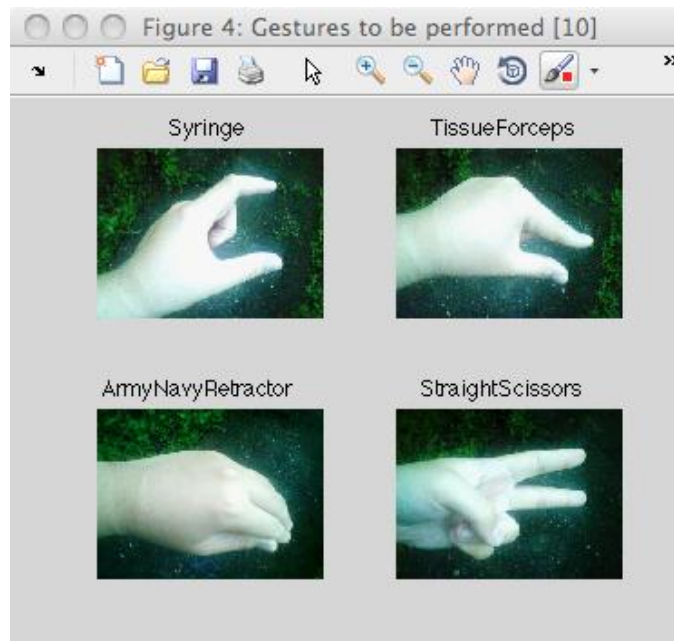 Figure 4: Gestures to be performed [10]
Syringe
TissueForceps
ArmyNavyRetractor
StraightScissors